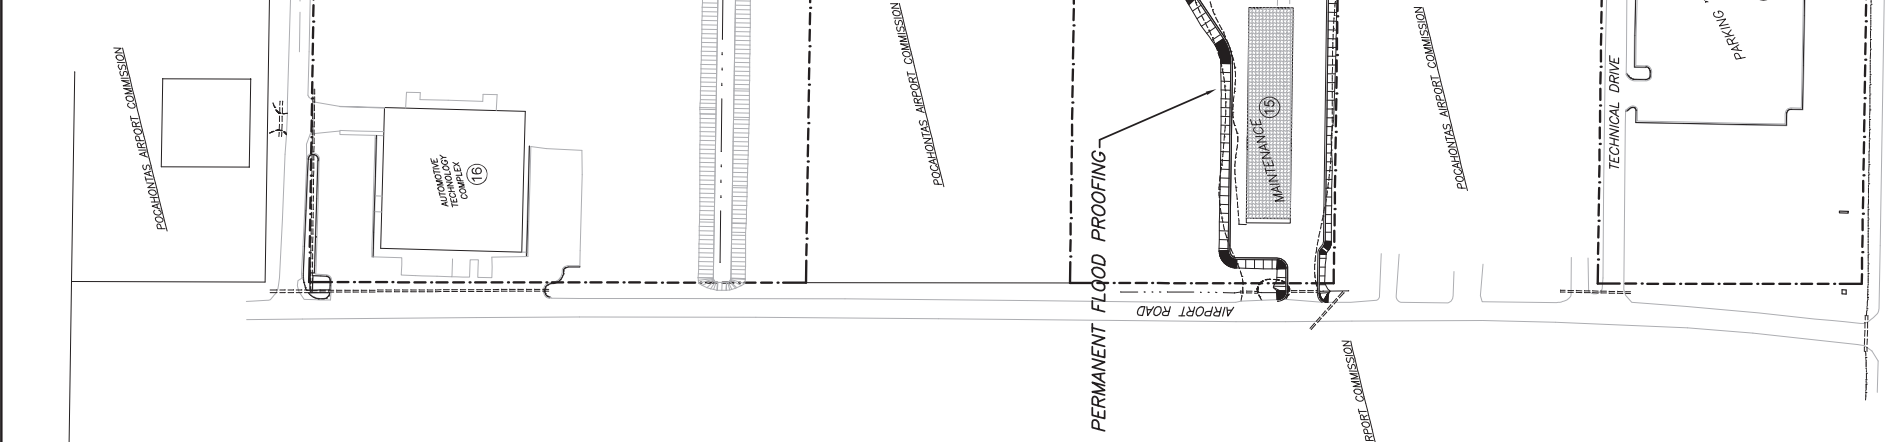 POCAHONTAS AIRPORT COMMISSION
AUTOMOTIVE
TECHNOLOGY
COMPLEX
16
POCAHONTAS AIRPORT COMMISSION
PERMANENT FLOOD PROOFING
AIRPORT ROAD
MAINTENANCE
15
POCAHONTAS AIRPORT COMMISSION
RPORT COMMISSION
TECHNICAL DRIVE
PARKING